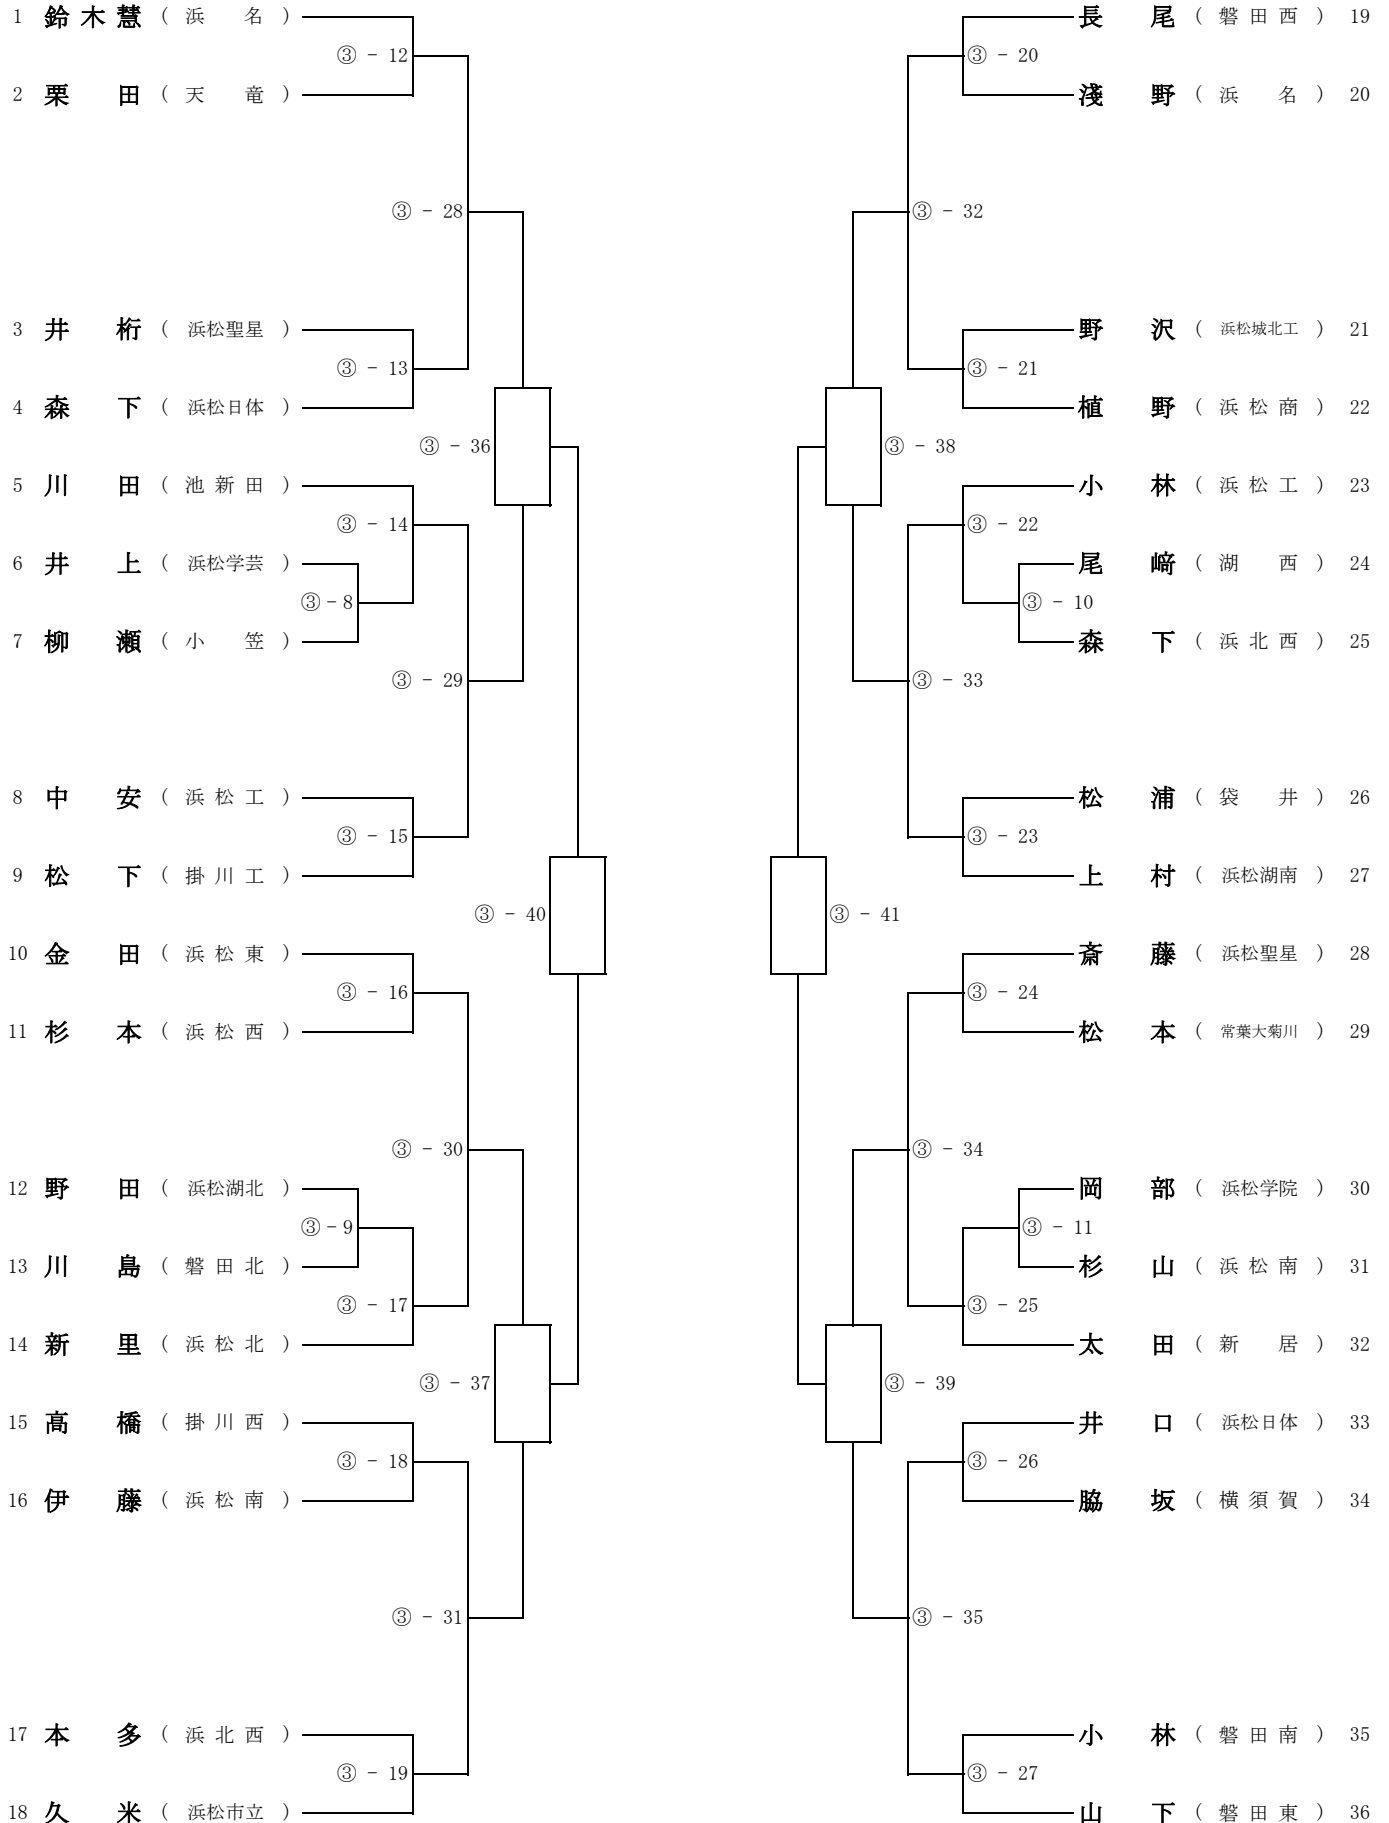 1 鈴木慧 （ 浜 名 ）
③ - 12
2 栗 田 （ 天 竜 ）
③ - 28
3 井 桁 （ 浜松聖星 ）
③ - 13
4 森 下 （ 浜松日体 ）
③ - 36
5 川 田 （ 池新田 ）
③ - 14
6 井 上 （ 浜松学芸 ）
③ - 8
7 柳 瀬 （ 小 笠 ）
③ - 29
8 中 安 （ 浜松工 ）
③ - 15
9 松 下 （ 掛川工 ）
③ - 40
10 金 田 （ 浜松東 ）
③ - 16
11 杉 本 （ 浜松西 ）
③ - 30
12 野 田 （ 浜松湖北 ）
③ - 9
13 川 島 （ 磐田北 ）
③ - 17
14 新 里 （ 浜松北 ）
③ - 37
15 高 橋 （ 掛川西 ）
③ - 18
16 伊 藤 （ 浜松南 ）
③ - 31
17 本 多 （ 浜北西 ）
③ - 19
18 久 米 （ 浜松市立 ）
長 尾 （ 磐田西 ） 19
③ - 20
淺 野 （ 浜 名 ） 20
③ - 32
野 沢 （ 浜松城北工 ） 21
③ - 21
植 野 （ 浜松商 ） 22
③ - 38
小 林 （ 浜松工 ） 23
③ - 22
尾 﨑 （ 湖 西 ） 24
③ - 10
森 下 （ 浜北西 ） 25
③ - 33
松 浦 （ 袋 井 ） 26
③ - 23
上 村 （ 浜松湖南 ） 27
③ - 41
斎 藤 （ 浜松聖星 ） 28
③ - 24
松 本 （ 常葉大菊川 ） 29
③ - 34
岡 部 （ 浜松学院 ） 30
③ - 11
杉 山 （ 浜松南 ） 31
③ - 25
太 田 （ 新 居 ） 32
③ - 39
井 口 （ 浜松日体 ） 33
③ - 26
脇 坂 （ 横須賀 ） 34
③ - 35
小 林 （ 磐田南 ） 35
③ - 27
山 下 （ 磐田東 ） 36